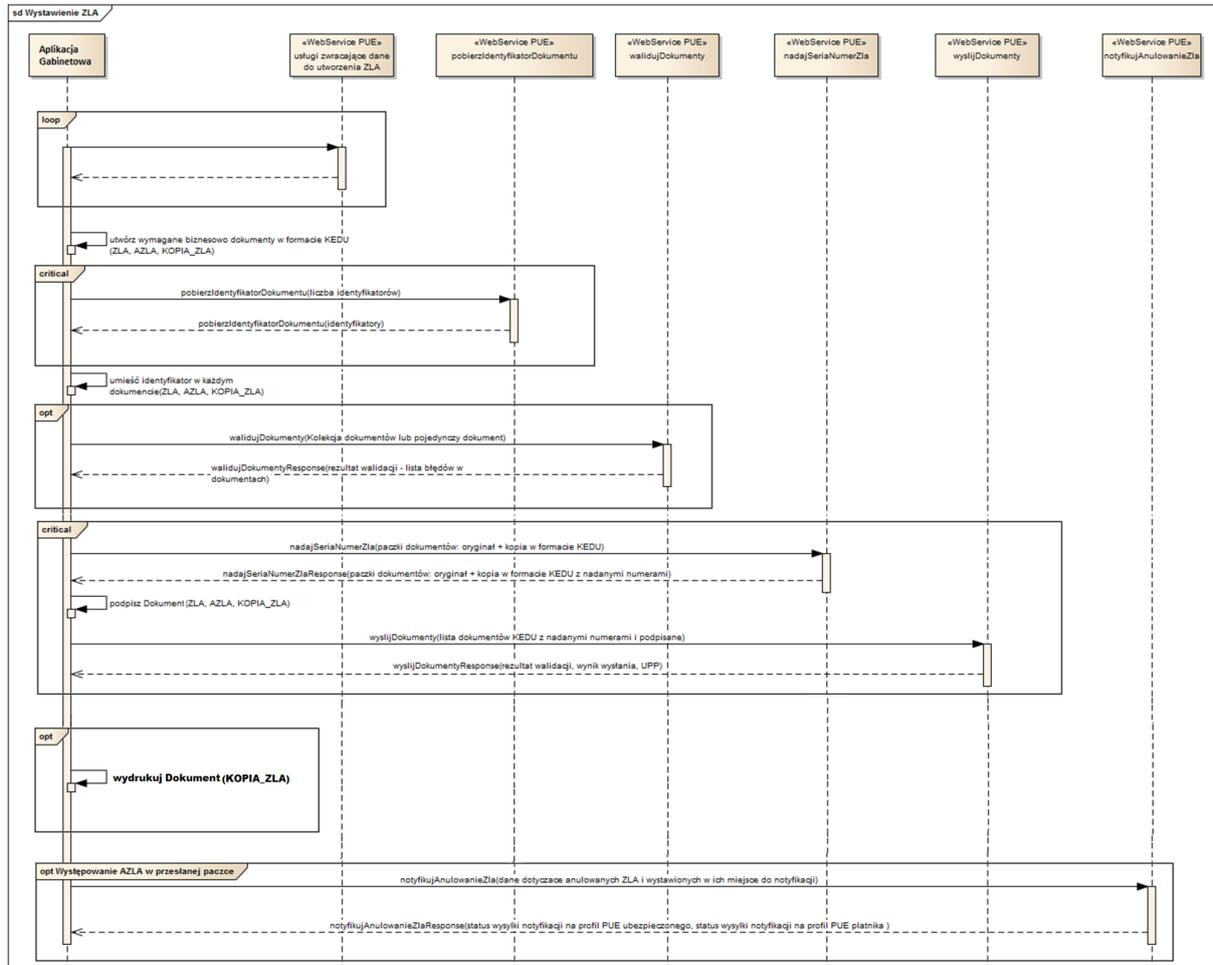 sd Wystawienie ZLA
Aplikacja
Gabinetowa
«WebService PUE»
usługi zwracające dane
do utworzenia ZLA
«WebService PUE»
pobierzIdentyfikatorDokumentu
«WebService PUE»
walidujDokumenty
«WebService PUE»
nadajSeriaNumerZla
«WebService PUE»
wyslijDokumenty
«WebService PUE»
notyfikujAnulowanieZla
loop
utwórz wymagane biznesowo dokumenty w formacie KEDU
(ZLA, AZLA, KOPIA_ZLA)
critical
pobierzIdentyfikatorDokumentu(liczba identyfikatorów)
pobierzIdentyfikatorDokumentu(identyfikatory)
umieść identyfikator w każdym
dokumencie(ZLA, AZLA, KOPIA_ZLA)
opt
walidujDokumenty(Kolekcja dokumentów lub pojedynczy dokument)
walidujDokumentyResponse(rezultat walidacji - lista błędów w
dokumentach)
critical
nadajSeriaNumerZla(paczki dokumentów: oryginał + kopia w formacie KEDU)
nadajSeriaNumerZlaResponse(paczki dokumentów: oryginał + kopia w formacie KEDU z nadanymi numerami)
podpisz Dokument(ZLA, AZLA, KOPIA_ZLA)
wyslijDokumenty(lista dokumentów KEDU z nadanymi numerami i podpisane)
wyslijDokumentyResponse(rezultat walidacji, wynik wysłania, UPP)
opt
wydrukuj Dokument(KOPIA_ZLA)
opt Występowanie AZLA w przesłanej paczce
notyfikujAnulowanieZla(dane dotyczace anulowanych ZLA i wystawionych w ich miejsce do notyfikacji)
notyfikujAnulowanieZlaResponse(status wysylki notyfikacji na profil PUE ubezpieczonego, status wysylki notyfikacji na profil PUE platnika )